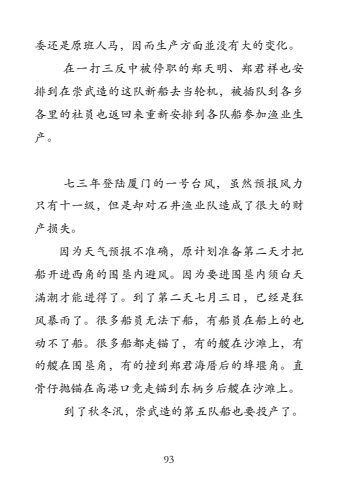 委还是原班人马，因而生产方面並没有大的变化。
在一打三反中被停职的郑天明、郑君祥也安
排到在崇武造的这队新船去当轮机，被插队到各乡
各里的社员也返回来重新安排到各队船参加渔业生
产。
七三年登陆厦门的一号台风，虽然预报风力
只有十一级，但是却对石井渔业队造成了很大的财
产损失。
因为天气预报不准确，原计划准备第二天才把
船开进西角的围垦内避风。因为要进围垦内须白天
满潮才能进得了。到了第二天七月三日，已经是狂
风暴雨了。很多船员无法下船，有船员在船上的也
动不了船。很多船都走锚了，有的艘在沙滩上，有
的艘在围垦角，有的撞到郑君海厝后的埠堰角。直
骨仔抛锚在高港口竟走锚到东柄乡后艘在沙滩上。
到了秋冬汛，崇武造的第五队船也要投产了。
93